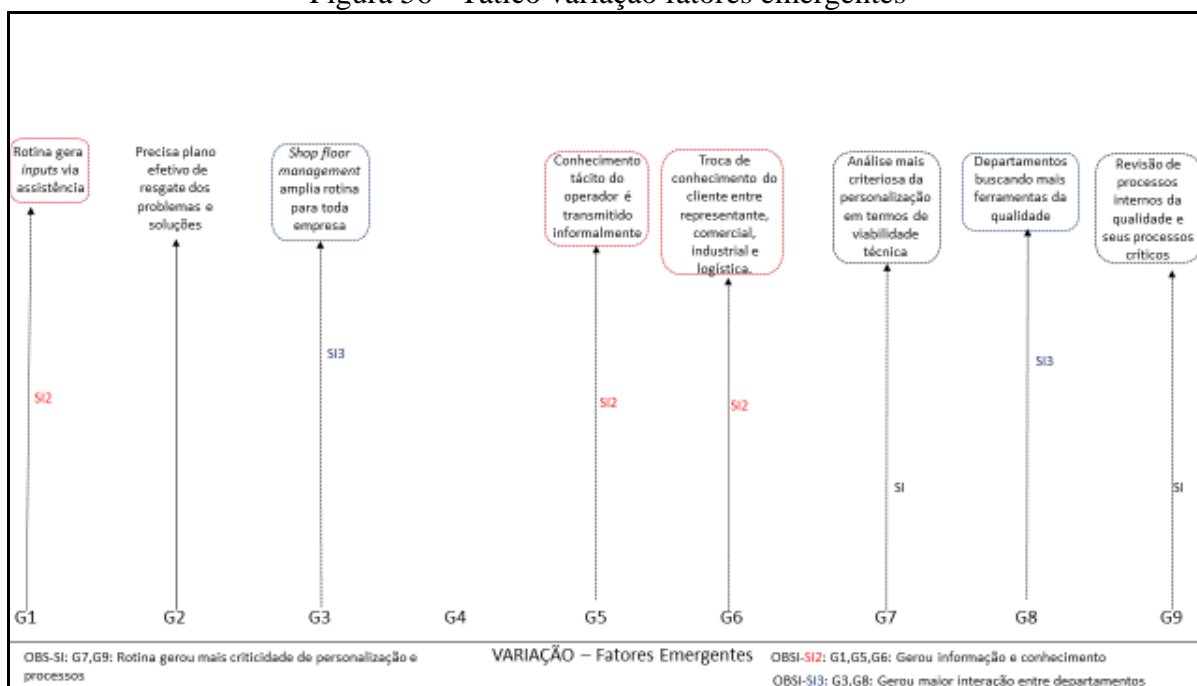 Figura 38 - Tático variação fatores emergentes
Rotina gera
inputs via
assistência
Precisa plano
efetivo de
resgate dos
problemas e
soluções
Shop floor
management
amplia rotina
para toda
empresa
Conhecimento
tácito do
operador é
transmitido
informalmente
Troca de
conhecimento do
cliente entre
representante,
comercial,
industrial e
logística.
Análise mais
criteriosa da
personalização
em termos de
viabilidade
técnica
Departamentos
buscando mais
ferramentas da
qualidade
Revisão de
processos
internos da
qualidade e
seus processos
críticos
SI2
SI3
SI2
SI2
SI
SI3
SI
G1
G2
G3
G4
G5
G6
G7
G8
G9
OBS-SI: G7,G9: Rotina gerou mais criticidade de personalização e
processos
VARIAÇÃO – Fatores Emergentes
OBSI-SI2: G1,G5,G6: Gerou informação e conhecimento
OBSI-SI3: G3,G8: Gerou maior interação entre departamentos